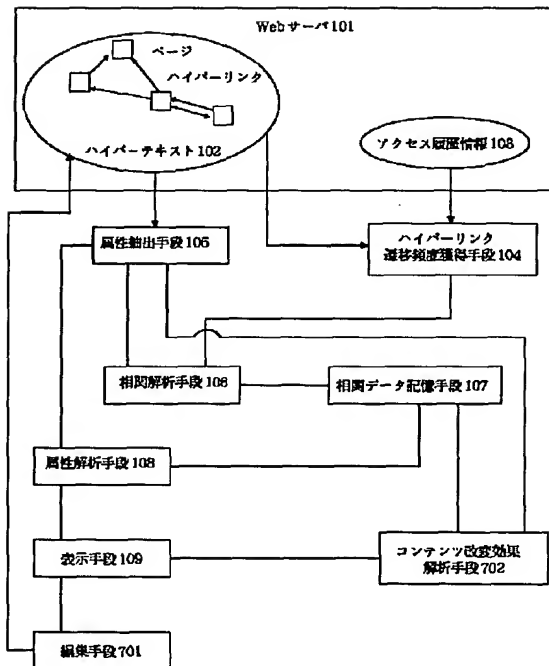 Webサーバ101
ページ
ハイパーリンク
ハイパーテキスト102
アクセス履歴情報103
属性抽出手段105
ハイパーリンク
遷移頻度獲得手段104
相関解析手段106
相関データ記憶手段107
属性解析手段108
表示手段109
コンテンツ改変効果
解析手段702
編集手段701